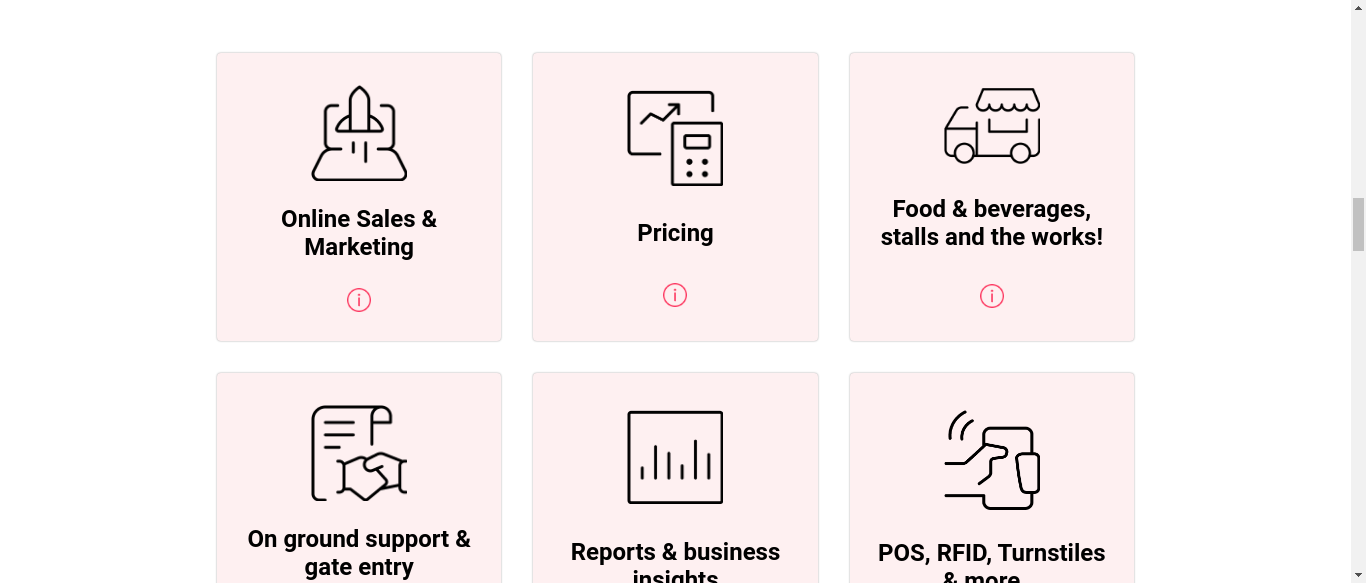 Online Sales &
Marketing
Pricing
Food & beverages,
stalls and the works!
On ground support &
gate entry
Reports & business
insights
POS, RFID, Turnstiles
& more